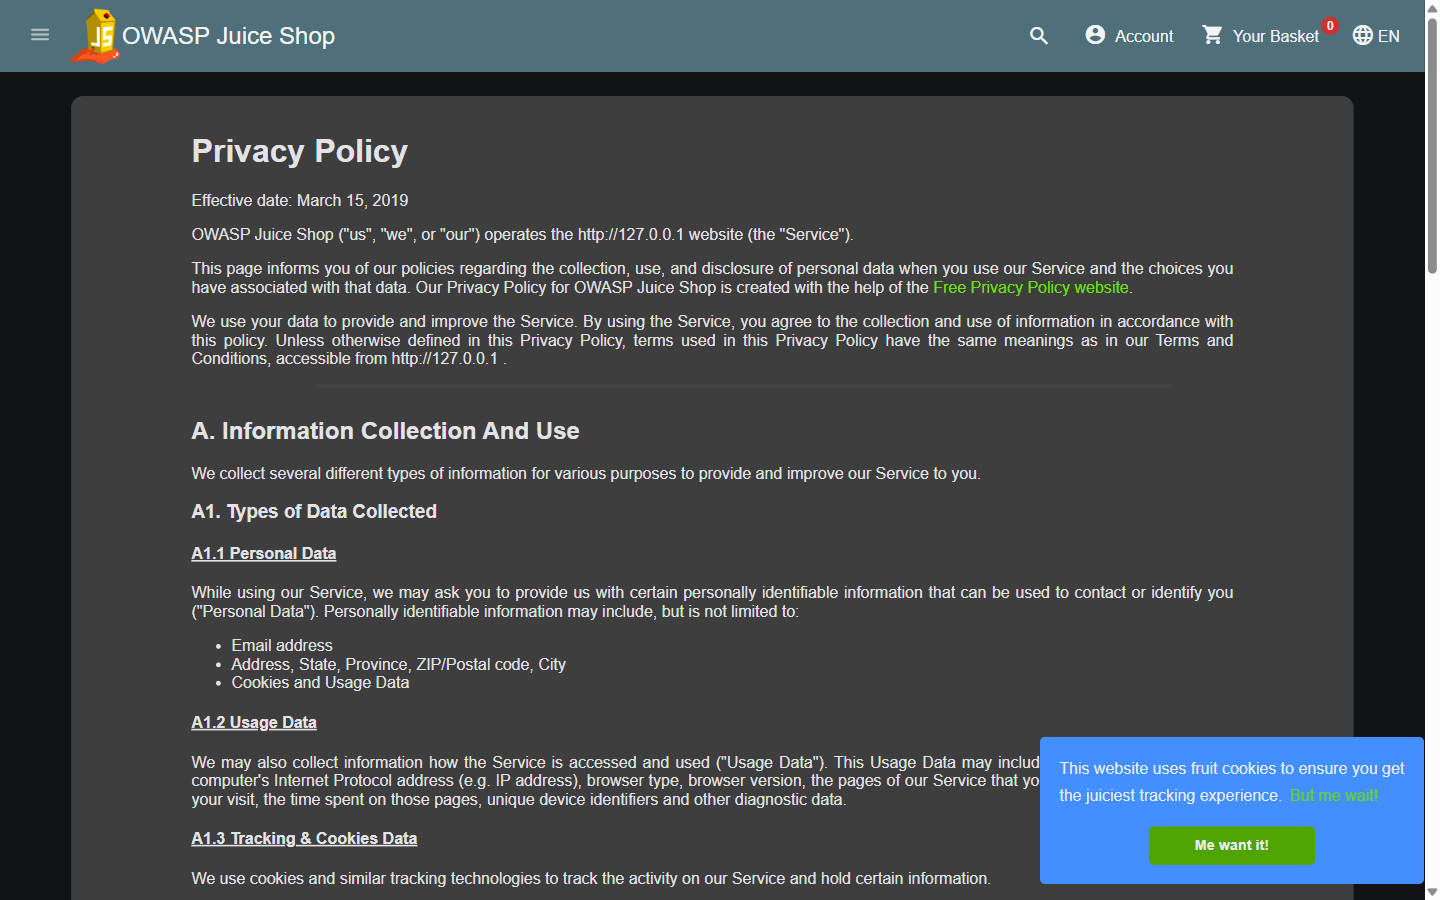 OWASP Juice Shop
Account
Your Basket
0
EN
Privacy Policy
Effective date: March 15, 2019
OWASP Juice Shop ("us", "we", or "our") operates the http://127.0.0.1 website (the "Service").
This page informs you of our policies regarding the collection, use, and disclosure of personal data when you use our Service and the choices you
have associated with that data. Our Privacy Policy for OWASP Juice Shop is created with the help of the Free Privacy Policy website.
We use your data to provide and improve the Service. By using the Service, you agree to the collection and use of information in accordance with
this policy. Unless otherwise defined in this Privacy Policy, terms used in this Privacy Policy have the same meanings as in our Terms and
Conditions, accessible from http://127.0.0.1 .
A. Information Collection And Use
We collect several different types of information for various purposes to provide and improve our Service to you.
A1. Types of Data Collected
A1.1 Personal Data
While using our Service, we may ask you to provide us with certain personally identifiable information that can be used to contact or identify you
("Personal Data"). Personally identifiable information may include, but is not limited to:
• Email address
• Address, State, Province, ZIP/Postal code, City
• Cookies and Usage Data
A1.2 Usage Data
We may also collect information how the Service is accessed and used ("Usage Data"). This Usage Data may includ
computer's Internet Protocol address (e.g. IP address), browser type, browser version, the pages of our Service that yo
your visit, the time spent on those pages, unique device identifiers and other diagnostic data.
A1.3 Tracking & Cookies Data
We use cookies and similar tracking technologies to track the activity on our Service and hold certain information.
This website uses fruit cookies to ensure you get
the juiciest tracking experience. But me wait!
Me want it!
JS